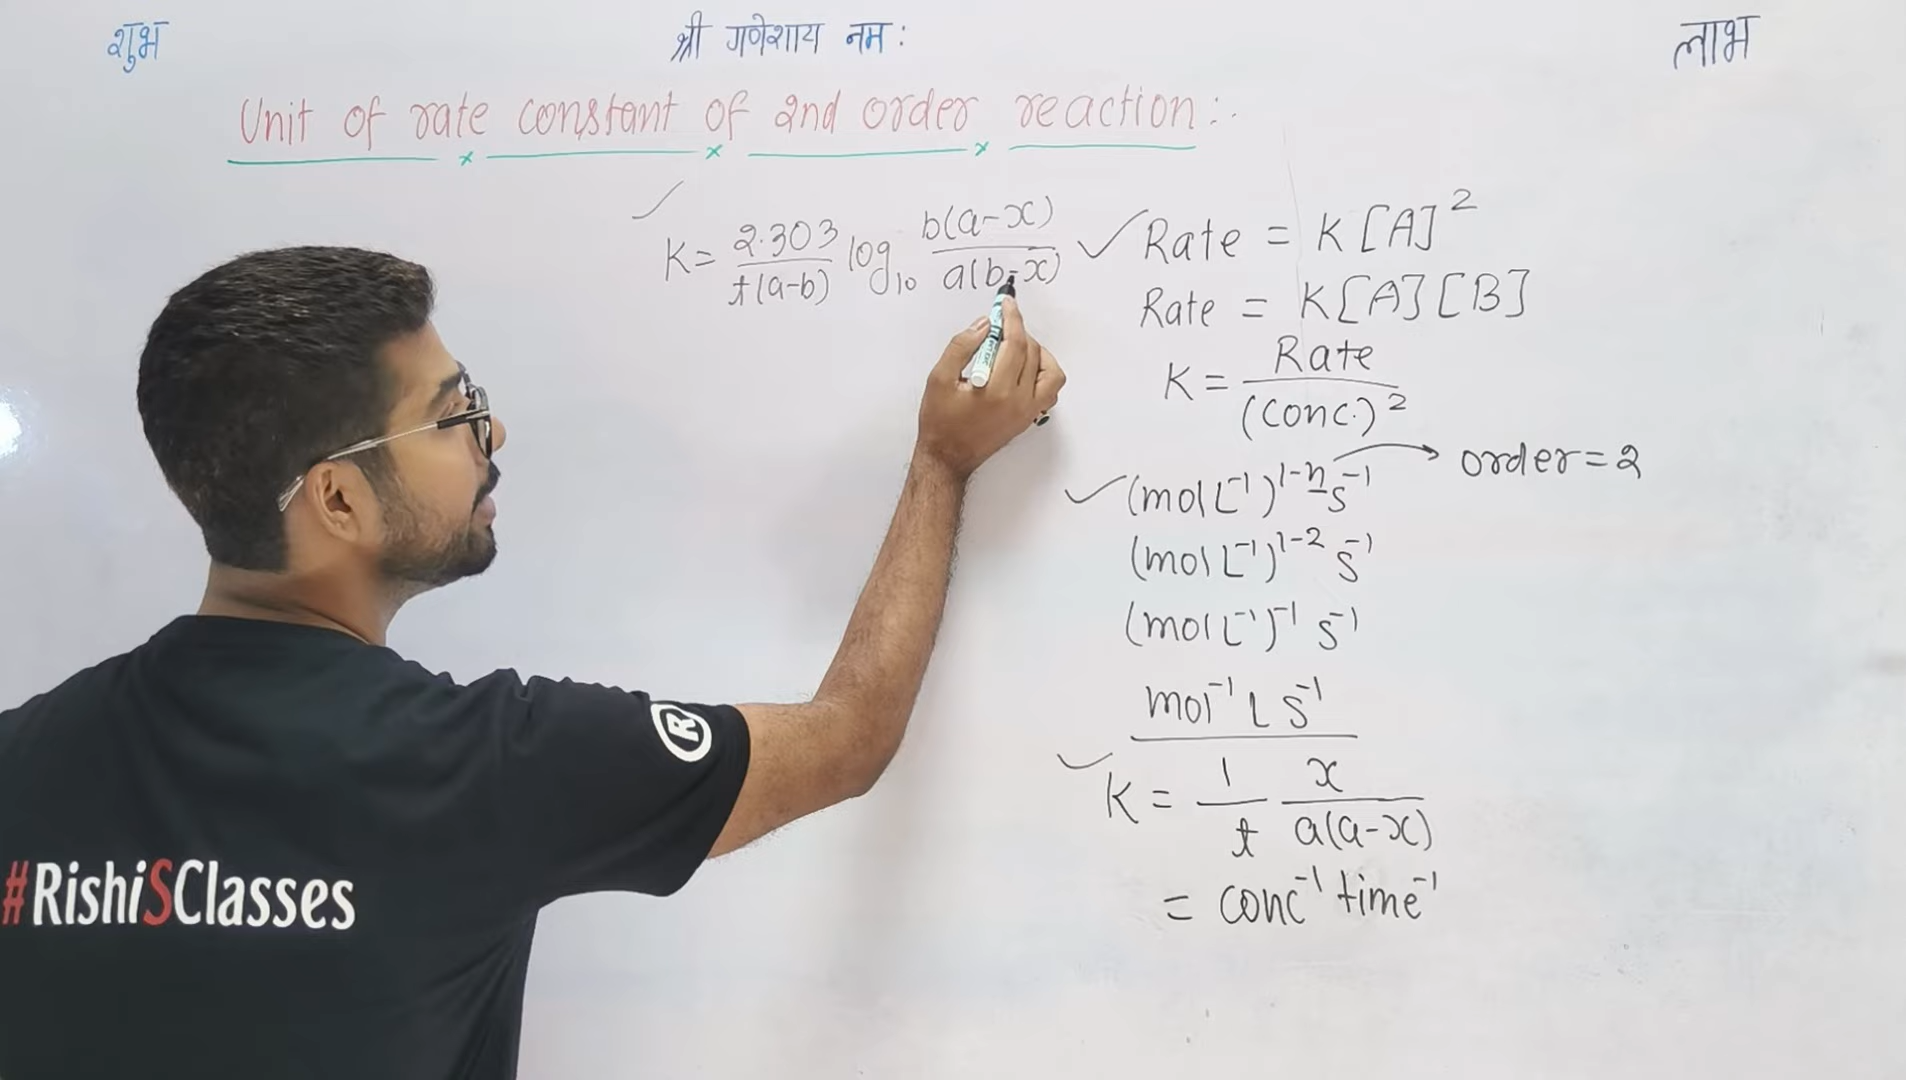 शुभ श्री गणेशाय नमः लाभ
Unit of rate constant of 2nd order reaction:-
K = 2.303/t(a-b) log₁₀ b(a-x)/a(b-x)
✓ Rate = K[A]²
Rate = K[A][B]
K = Rate/(conc.)²
✓ (mol L⁻¹)¹⁻ⁿ s⁻¹ → order = 2
(mol L⁻¹)¹⁻² s⁻¹
(mol L⁻¹)⁻¹ s⁻¹
mol⁻¹ L s⁻¹
✓ K = 1/t x/a(a-x)
= conc⁻¹ time⁻¹
#RishiSClasses
R